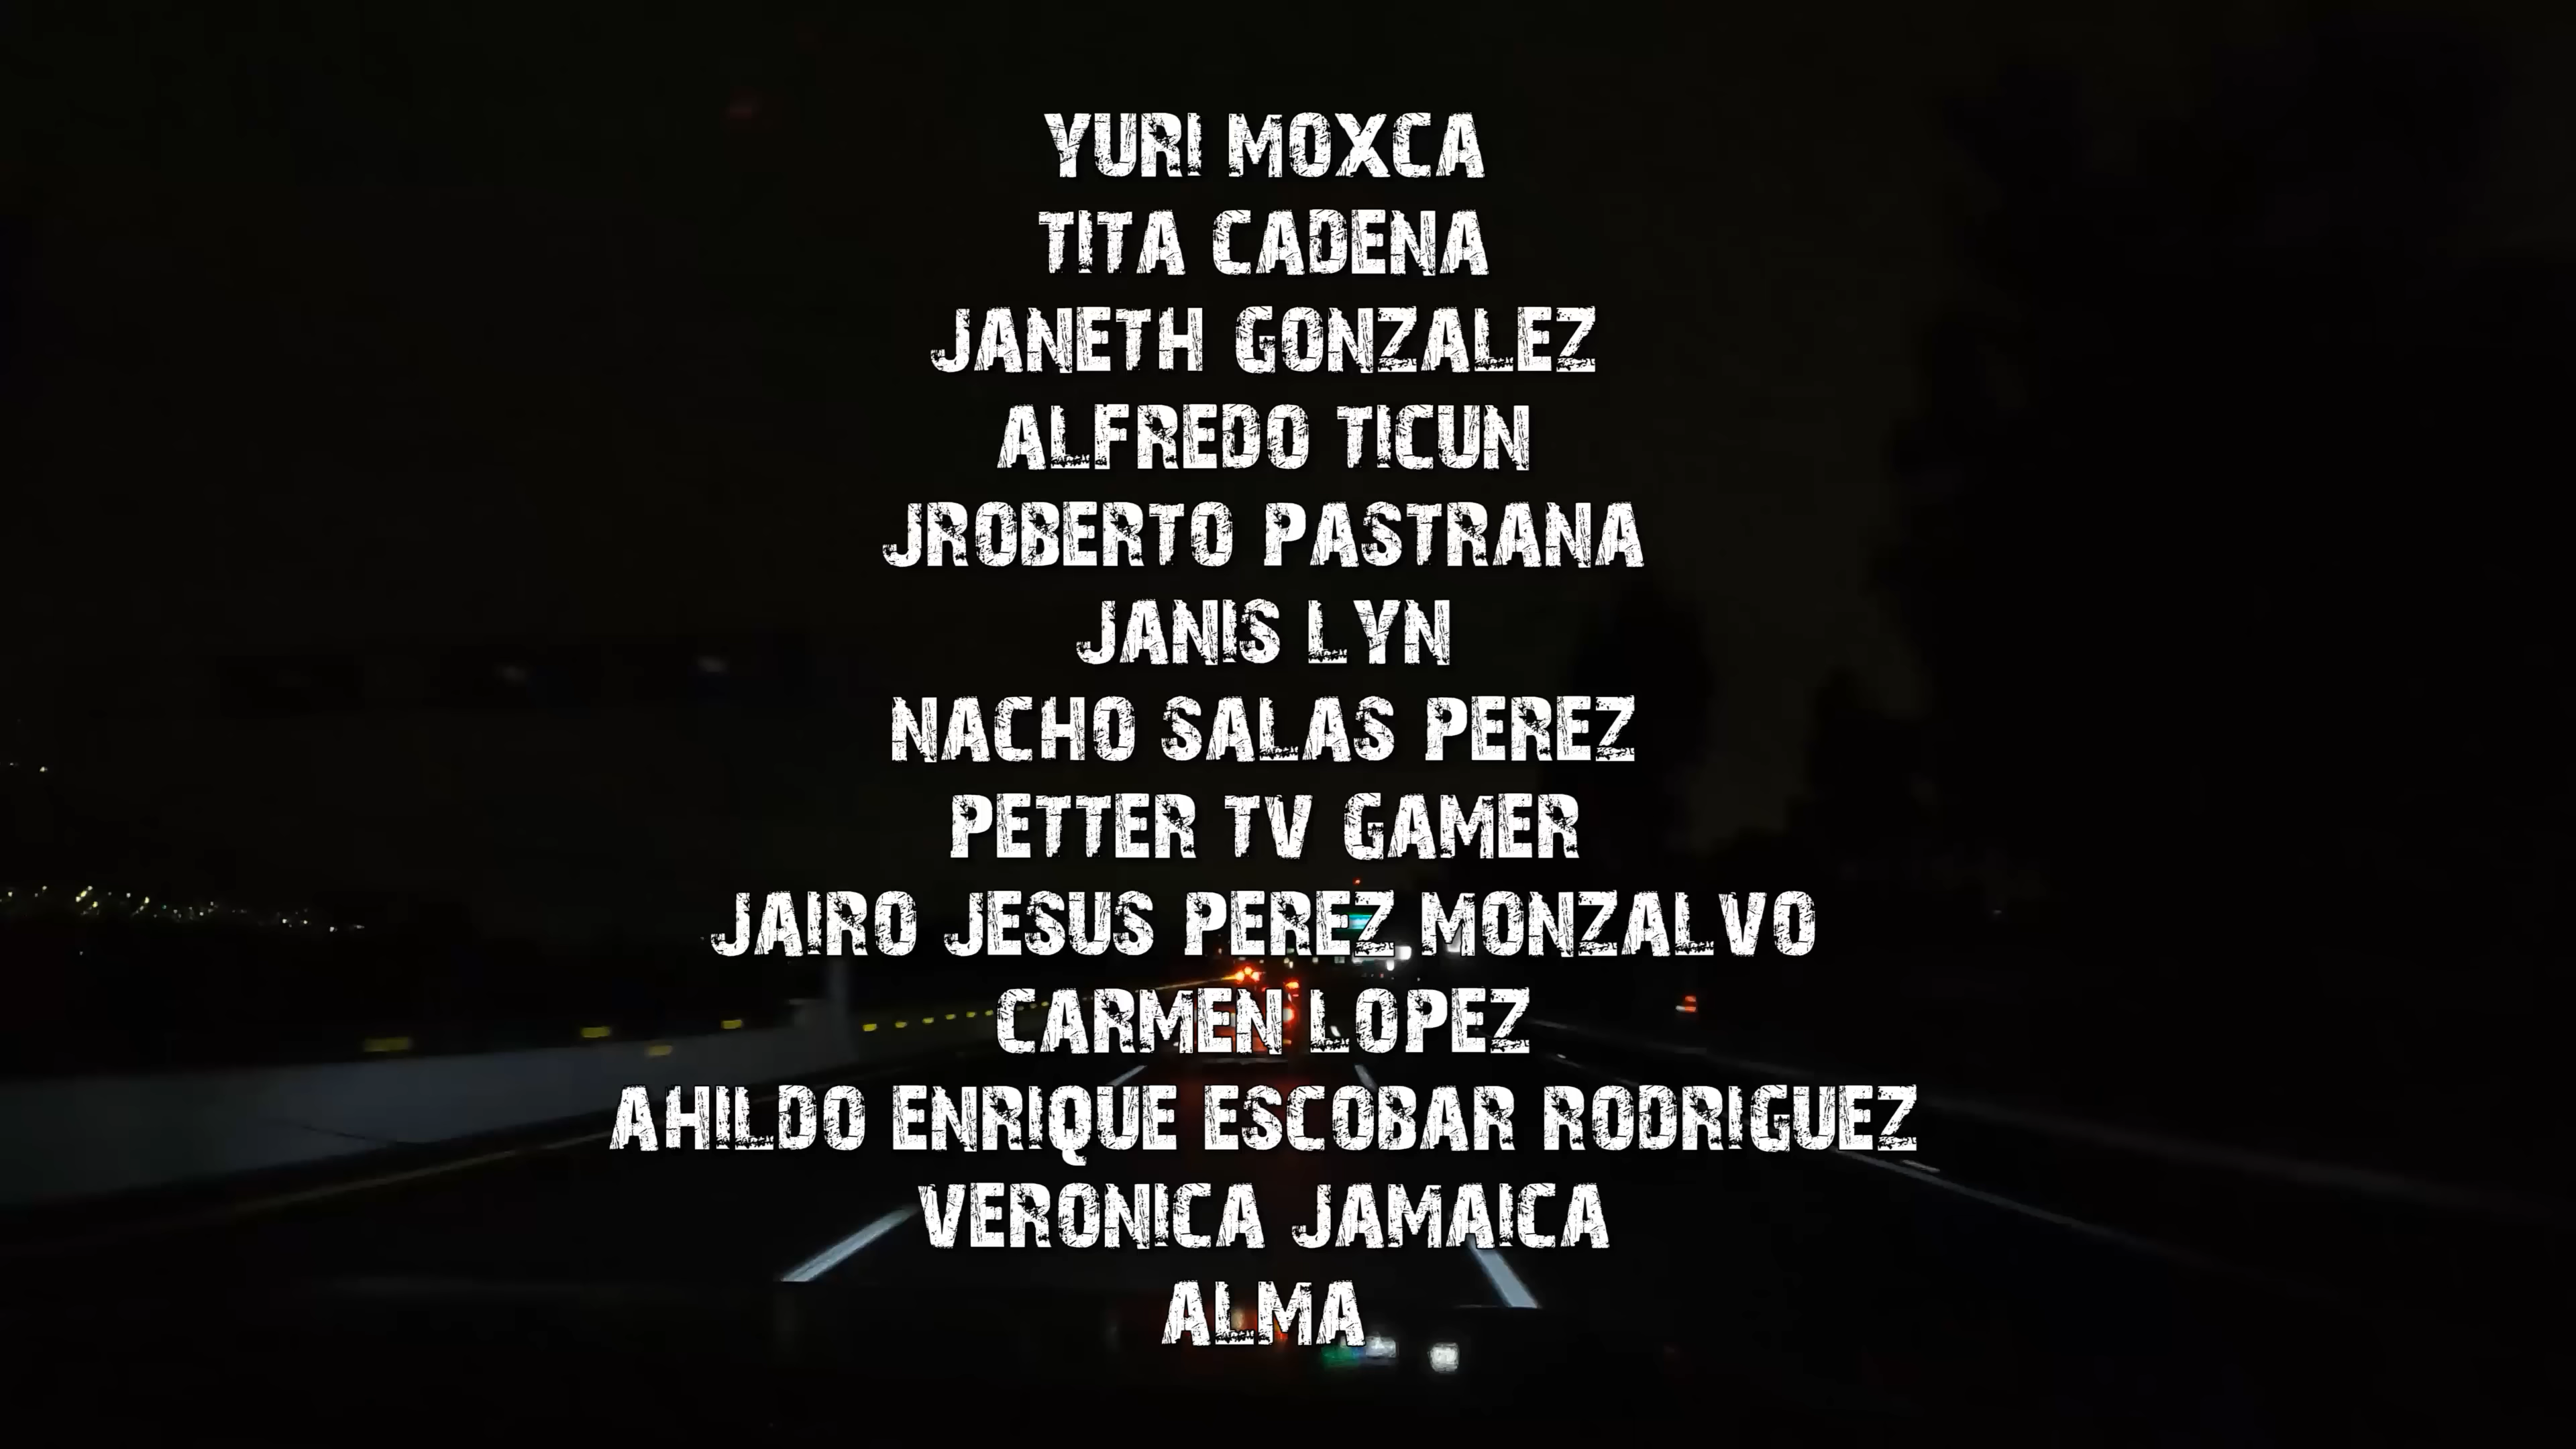 YURI MOXCA
TITA CADENA
JANETH GONZALEZ
ALFREDO TICUN
JROBERTO PASTRANA
JANIS LYN
NACHO SALAS PEREZ
PETTER TV GAMER
JAIRO JESUS PEREZ MONZALVO
CARMEN LOPEZ
AHILDO ENRIQUE ESCOBAR RODRIGUEZ
VERONICA JAMAICA
ALMA